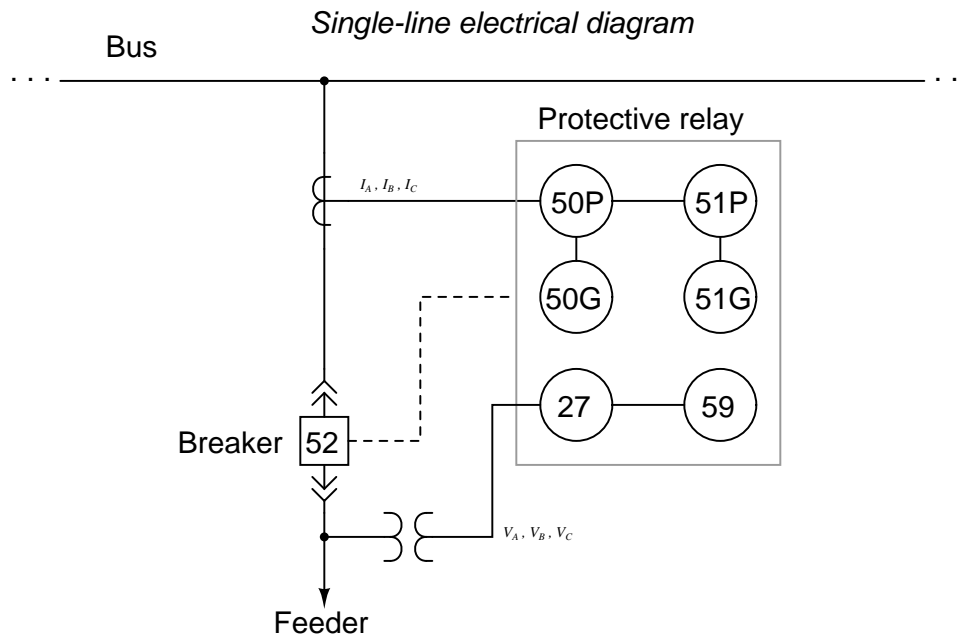 Single-line electrical diagram
Bus
. . .
. .
Protective relay
I_A , I_B , I_C
50P
51P
50G
51G
27
59
Breaker
52
V_A , V_B , V_C
Feeder